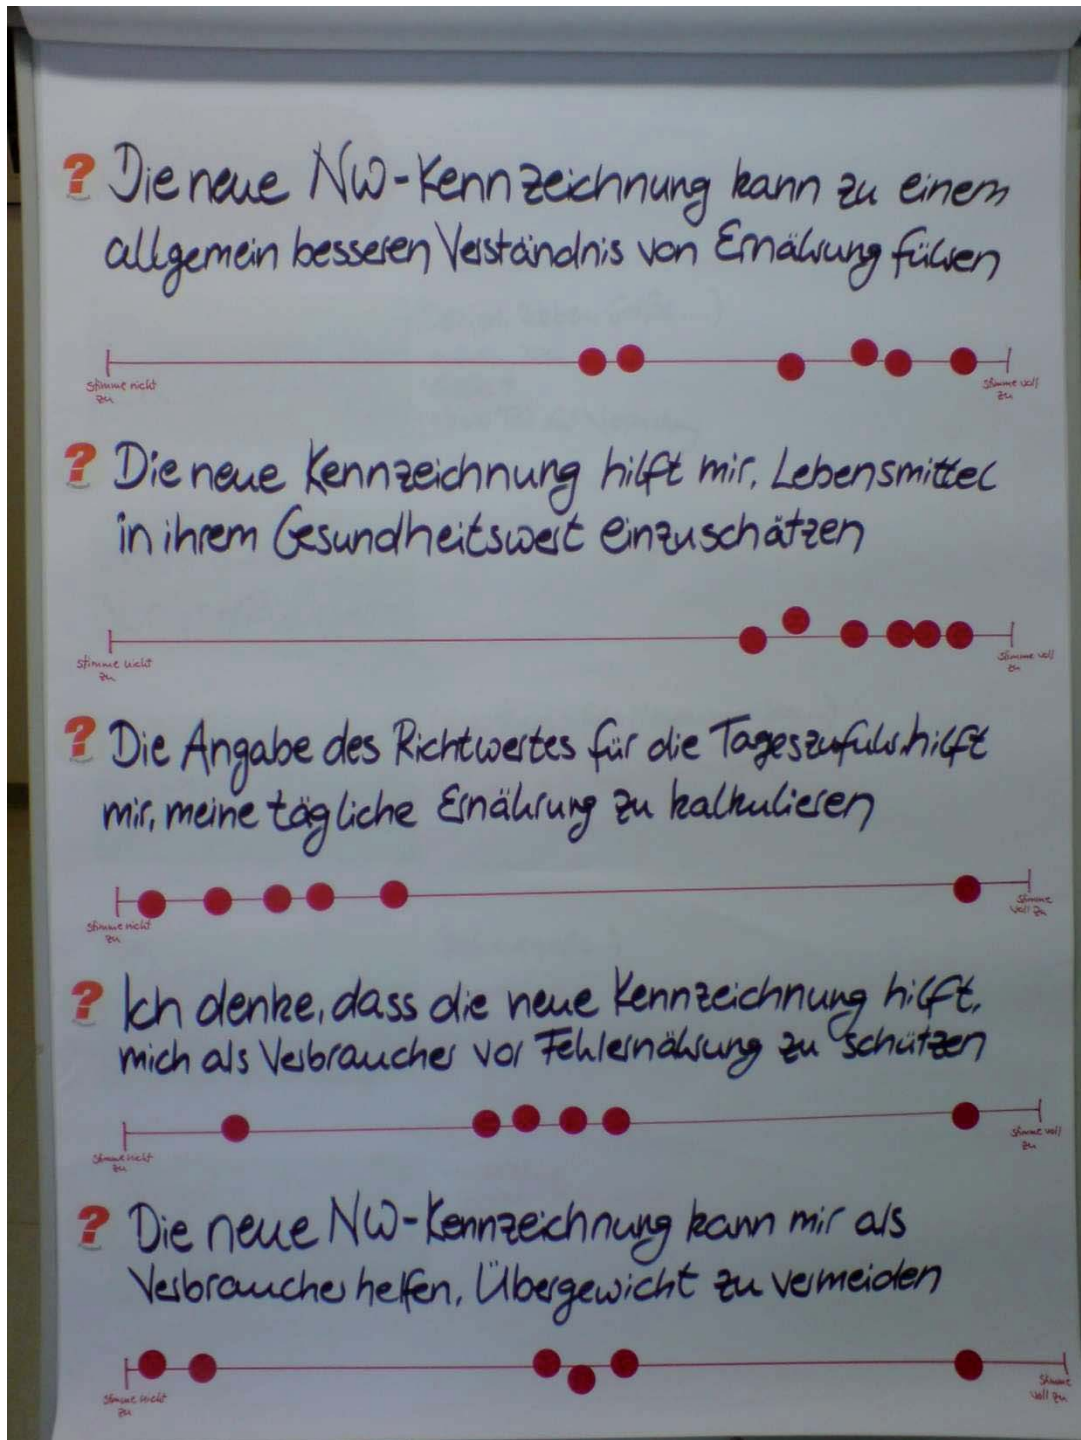 ? Die neue NW-Kennzeichnung kann zu einem
allgemein besseren Verständnis von Ernährung führen
Stimme nicht zu
Stimme voll zu
? Die neue Kennzeichnung hilft mir, Lebensmittel
in ihrem Gesundheitswert einzuschätzen
Stimme nicht zu
Stimme voll zu
? Die Angabe des Richtwertes für die Tageszufuhr hilft
mir, meine tägliche Ernährung zu kalkulieren
Stimme nicht zu
Stimme voll zu
? Ich denke, dass die neue Kennzeichnung hilft,
mich als Verbraucher vor Fehlernährung zu schützen
Stimme nicht zu
Stimme voll zu
? Die neue NW-Kennzeichnung kann mir als
Verbraucher helfen, Übergewicht zu vermeiden
Stimme nicht zu
Stimme voll zu